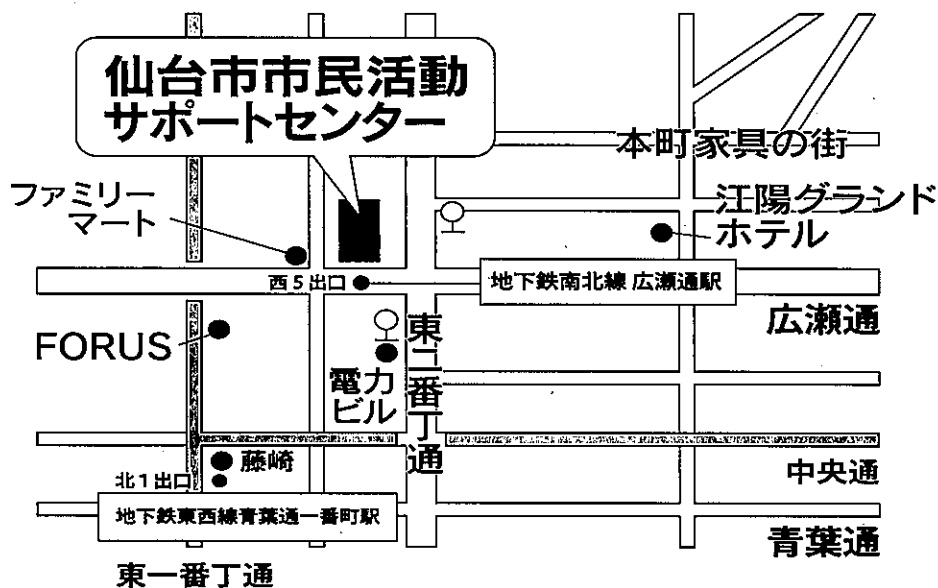 仙台市市民活動
サポートセンター
本町家具の街
ファミリー
マート
江陽グランド
ホテル
西5出口
地下鉄南北線 広瀬通駅
広瀬通
FORUS
東二番丁通
電力
ビル
藤崎
中央通
北1出口
地下鉄東西線青葉通一番町駅
青葉通
東一番丁通